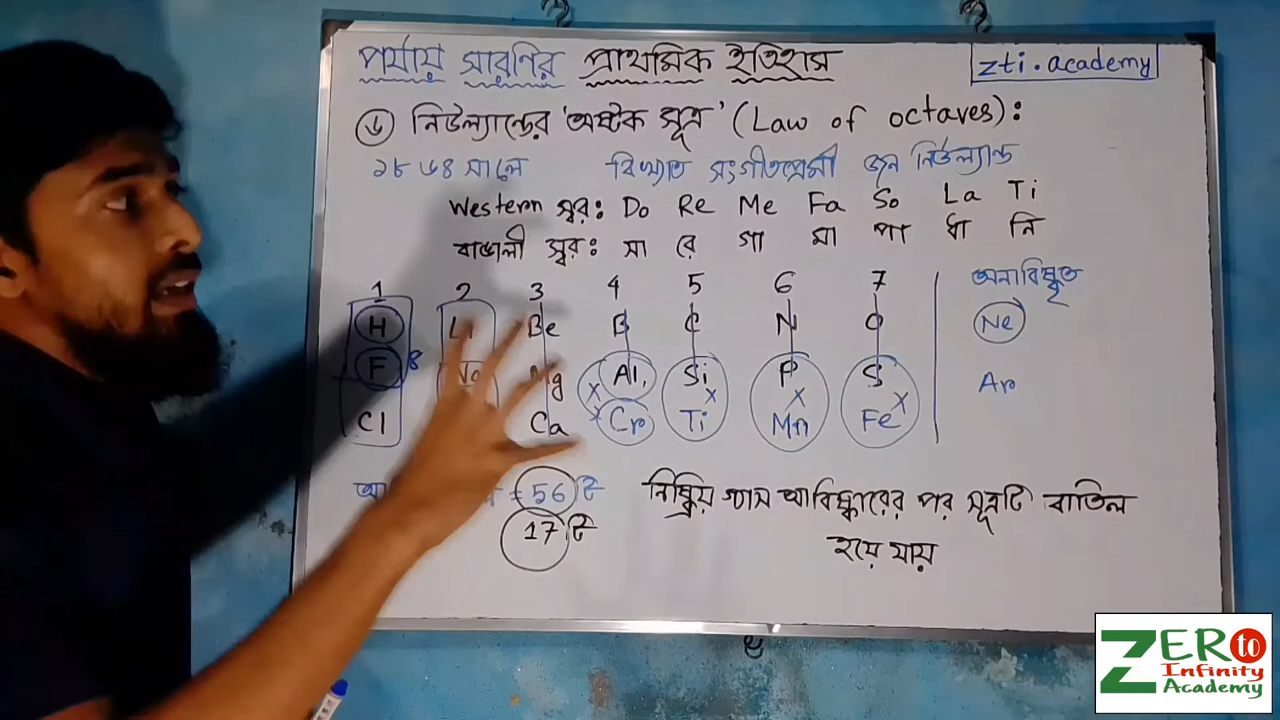 পর্যায় সারণির প্রাথমিক ইতিহাস
zti.academy
৬ নিউল্যান্ডের 'অষ্টক সূত্র' (Law of octaves):
১৮৬৪ সালে বিখ্যাত সংগীতপ্রেমী জন নিউল্যান্ড
Western স্বর: Do Re Me Fa So La Ti
বাঙালী স্বর: সা রে গা মা পা ধা নি
1 2 3 4 5 6 7 অনাবিষ্কৃত
H Li Be B C N O Ne
F 8 Na Mg Al Si P S Ar
Cl Ca Cr Ti Mn Fe
56 টি নিষ্ক্রিয় গ্যাস আবিষ্কারের পর সূত্রটি বাতিল
17 টি হয়ে যায়
ZERO to Infinity Academy